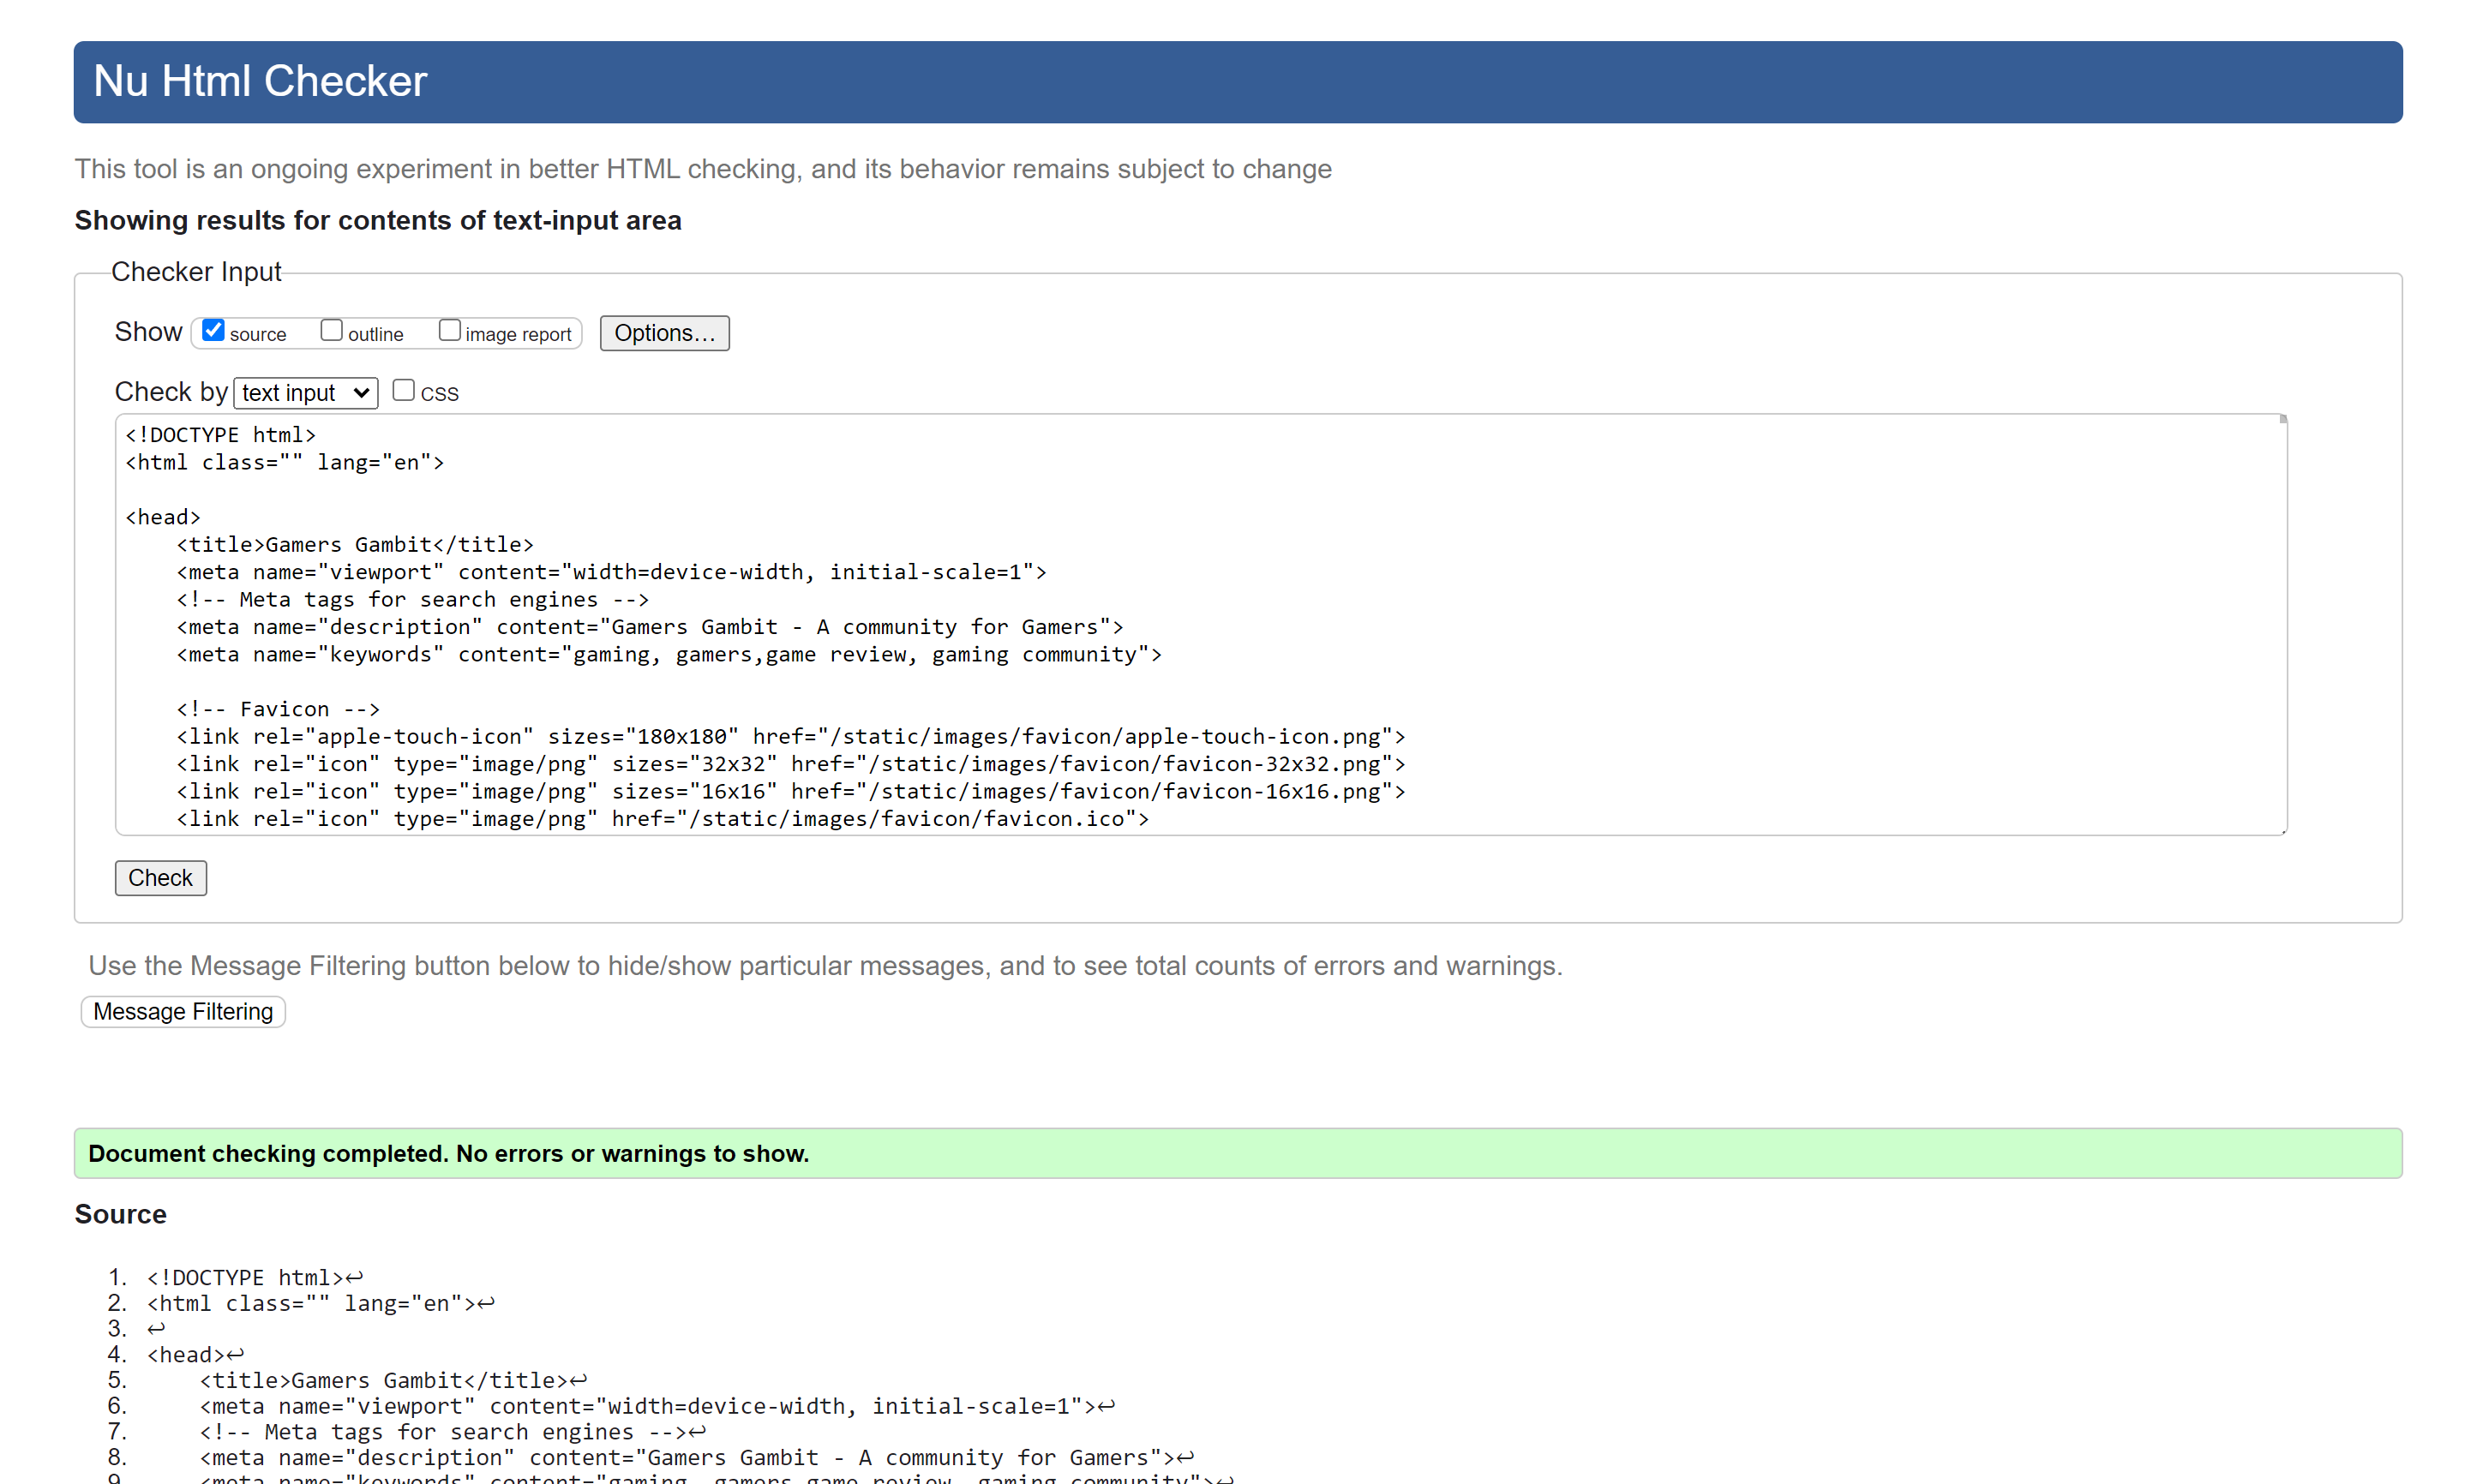 Nu Html Checker
This tool is an ongoing experiment in better HTML checking, and its behavior remains subject to change
Showing results for contents of text-input area
Checker Input
Show source outline image report Options...
Check by text input CSS
<!DOCTYPE html>
<html class="" lang="en">
<head>
<title>Gamers Gambit</title>
<meta name="viewport" content="width=device-width, initial-scale=1">
<!-- Meta tags for search engines -->
<meta name="description" content="Gamers Gambit - A community for Gamers">
<meta name="keywords" content="gaming, gamers,game review, gaming community">
<!-- Favicon -->
<link rel="apple-touch-icon" sizes="180x180" href="/static/images/favicon/apple-touch-icon.png">
<link rel="icon" type="image/png" sizes="32x32" href="/static/images/favicon/favicon-32x32.png">
<link rel="icon" type="image/png" sizes="16x16" href="/static/images/favicon/favicon-16x16.png">
<link rel="icon" type="image/png" href="/static/images/favicon/favicon.ico">
Check
Use the Message Filtering button below to hide/show particular messages, and to see total counts of errors and warnings.
Message Filtering
Document checking completed. No errors or warnings to show.
Source
1. <!DOCTYPE html>↩
2. <html class="" lang="en">↩
3. ↩
4. <head>↩
5. <title>Gamers Gambit</title>↩
6. <meta name="viewport" content="width=device-width, initial-scale=1">↩
7. <!-- Meta tags for search engines -->↩
8. <meta name="description" content="Gamers Gambit - A community for Gamers">↩
9. <meta name="keywords" content="gaming, gamers,game review, gaming community">↩